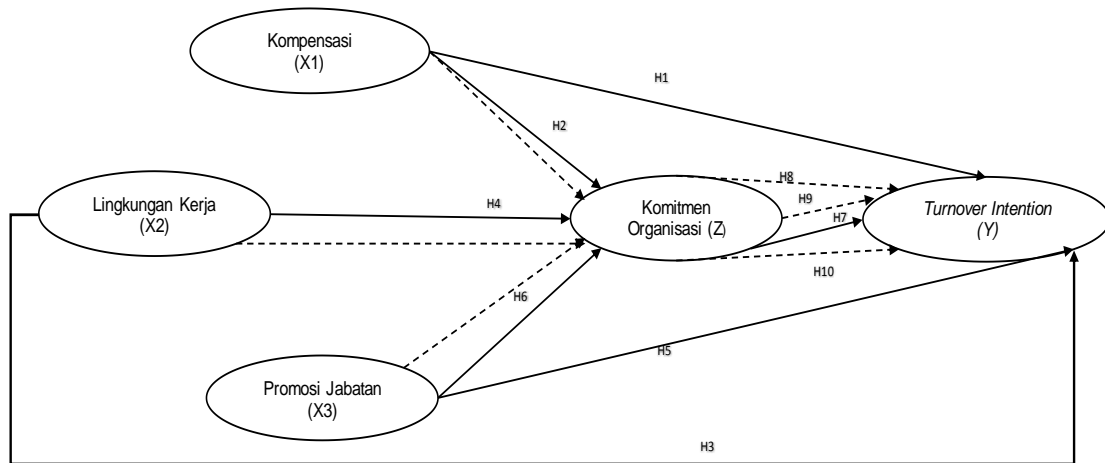 Kompensasi
(X1)
H1
H2
Lingkungan Kerja
(X2)
H4
Komitmen
Organisasi (Z)
H8
H9
H7
H10
Turnover Intention
(Y)
H6
H5
Promosi Jabatan
(X3)
H3